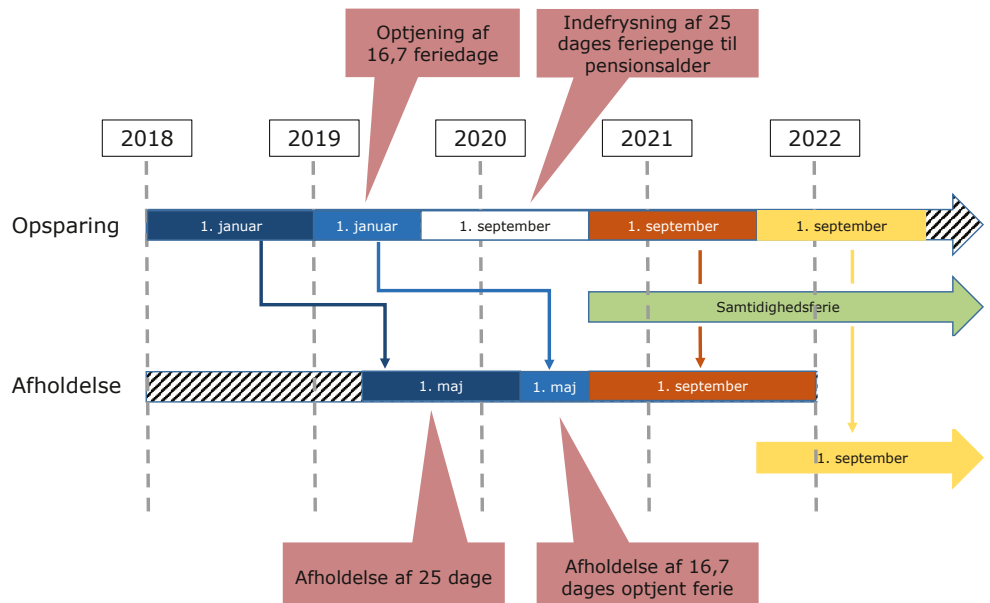 Optjening af
16,7 feriedage
Indefrysning af 25
dages feriepenge til
pensionsalder
2018
2019
2020
2021
2022
Opsparing
1. januar
1. januar
1. september
1. september
1. september
Samtidighedsferie
Afholdelse
1. maj
1. maj
1. september
1. september
Afholdelse af 25 dage
Afholdelse af 16,7
dages optjent ferie